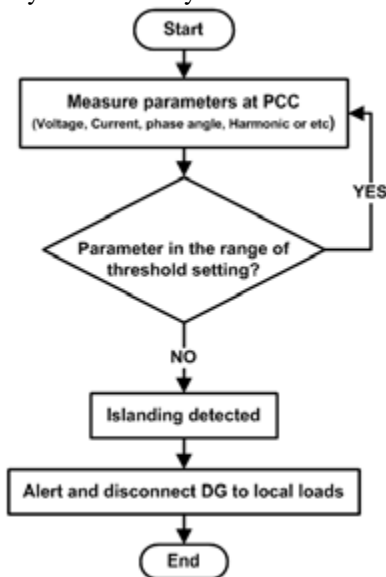 Start
Measure parameters at PCC
(Voltage, Current, phase angle, Harmonic or etc)
YES
Parameter in the range of
threshold setting?
NO
Islanding detected
Alert and disconnect DG to local loads
End